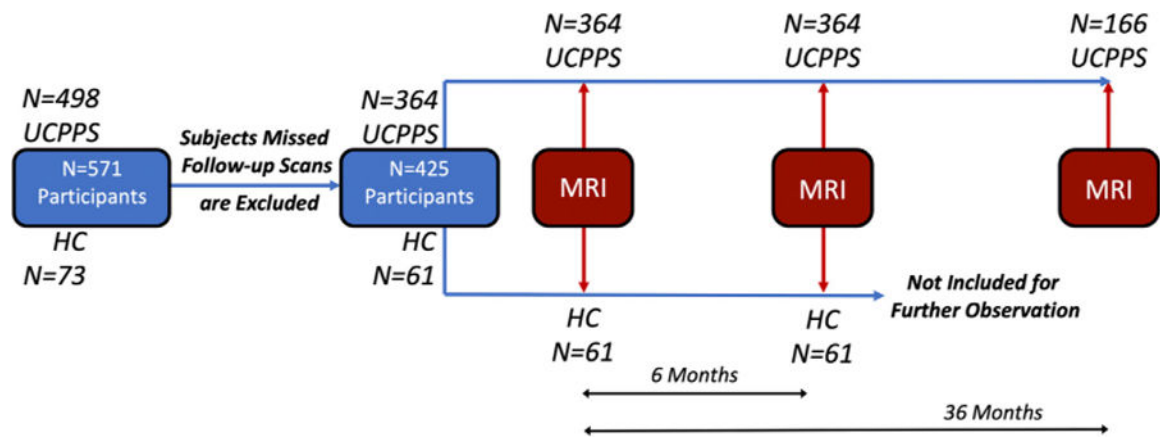 N=498
UCPPS
N=571
Participants
HC
N=73
Subjects Missed
Follow-up Scans
are Excluded
N=364
UCPPS
N=425
Participants
HC
N=61
N=364
UCPPS
MRI
HC
N=61
N=364
UCPPS
MRI
HC
N=61
N=166
UCPPS
MRI
Not Included for
Further Observation
6 Months
36 Months